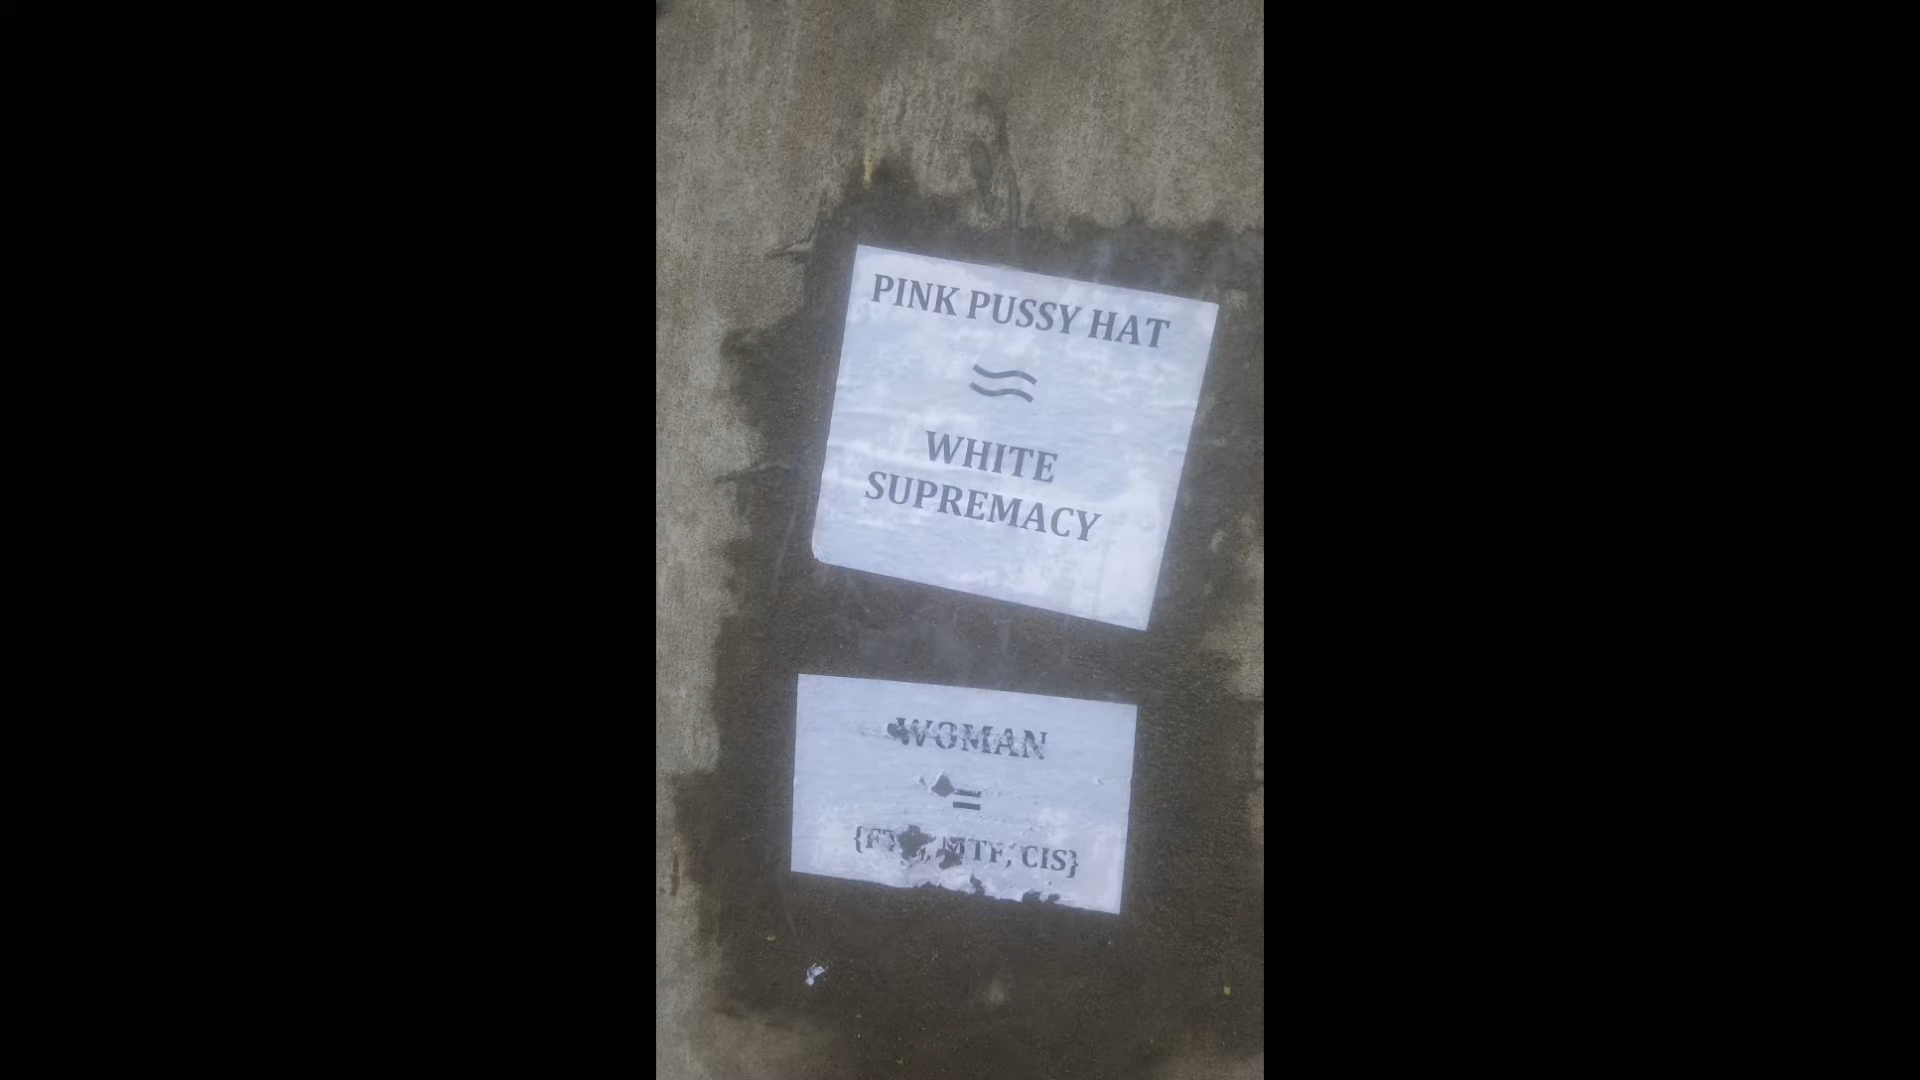 PINK PUSSY HAT
≈
WHITE
SUPREMACY
WOMAN
=
MTF, CIS}